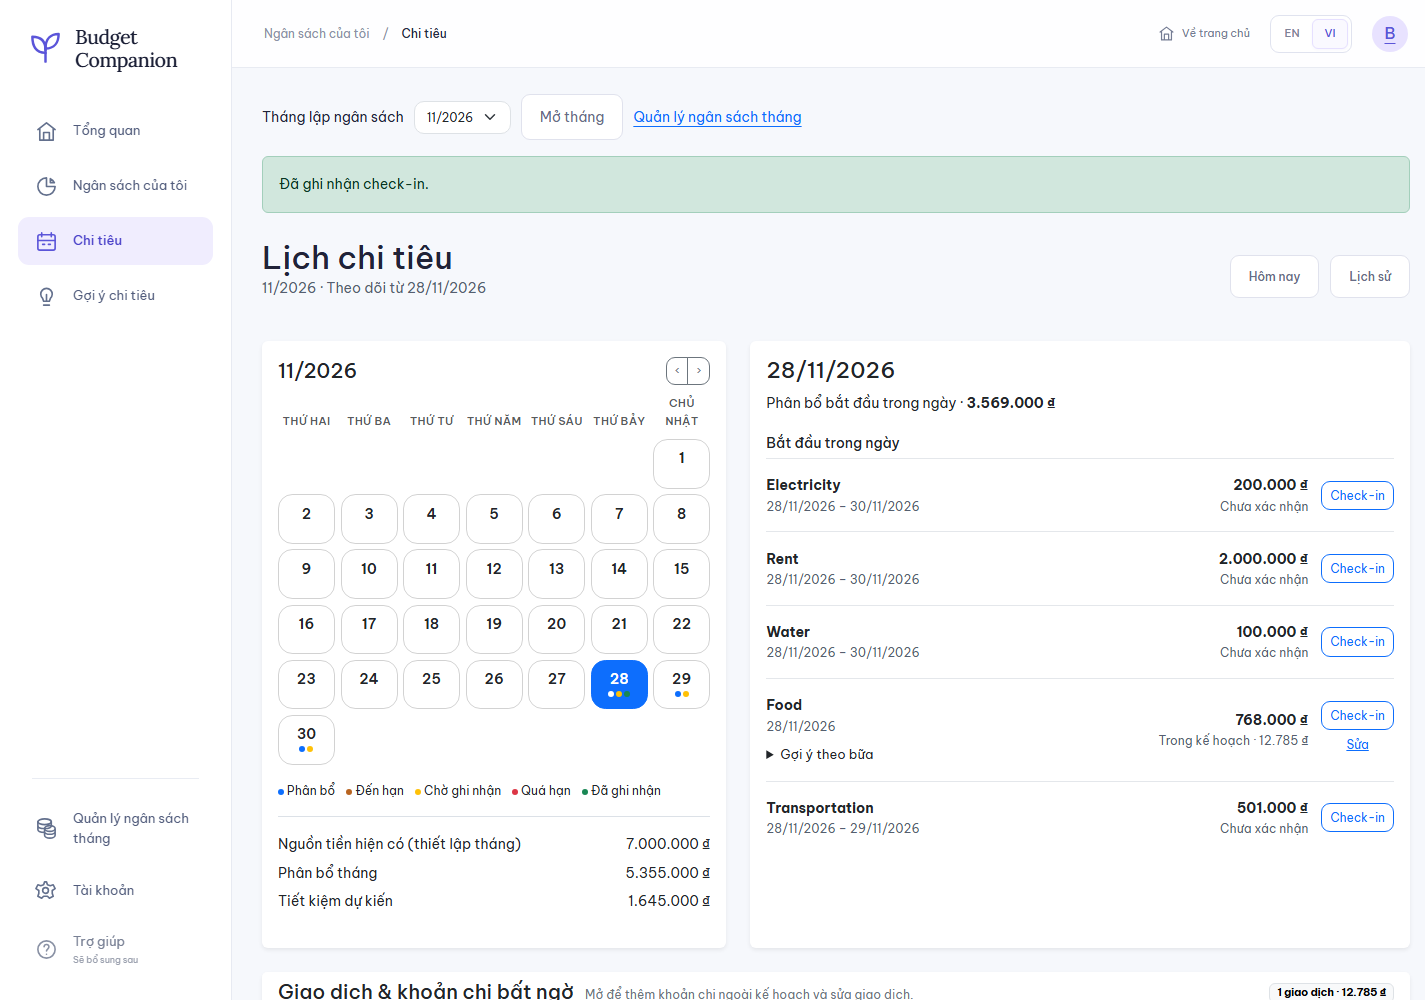 Budget
Companion
Tổng quan
Ngân sách của tôi
Chi tiêu
Gợi ý chi tiêu
Quản lý ngân sách
tháng
Tài khoản
Trợ giúp
Sẽ bổ sung sau
Ngân sách của tôi / Chi tiêu
Về trang chủ
EN VI
B
Tháng lập ngân sách 11/2026 Mở tháng Quản lý ngân sách tháng
Đã ghi nhận check-in.
Lịch chi tiêu
11/2026 · Theo dõi từ 28/11/2026
Hôm nay Lịch sử
11/2026
‹ ›
THỨ HAI THỨ BA THỨ TƯ THỨ NĂM THỨ SÁU THỨ BẢY CHỦ NHẬT
1
2 3 4 5 6 7 8
9 10 11 12 13 14 15
16 17 18 19 20 21 22
23 24 25 26 27 28 29
30
Phân bổ Đến hạn Chờ ghi nhận Quá hạn Đã ghi nhận
Nguồn tiền hiện có (thiết lập tháng) 7.000.000 ₫
Phân bổ tháng 5.355.000 ₫
Tiết kiệm dự kiến 1.645.000 ₫
28/11/2026
Phân bổ bắt đầu trong ngày · 3.569.000 ₫
Bắt đầu trong ngày
Electricity 200.000 ₫ Check-in
28/11/2026 – 30/11/2026 Chưa xác nhận
Rent 2.000.000 ₫ Check-in
28/11/2026 – 30/11/2026 Chưa xác nhận
Water 100.000 ₫ Check-in
28/11/2026 – 30/11/2026 Chưa xác nhận
Food 768.000 ₫ Check-in
28/11/2026 Trong kế hoạch · 12.785 ₫ Sửa
Gợi ý theo bữa
Transportation 501.000 ₫ Check-in
28/11/2026 – 29/11/2026 Chưa xác nhận
Giao dịch & khoản chi bất ngờ Mở để thêm khoản chi ngoài kế hoạch và sửa giao dịch. 1 giao dịch · 12.785 ₫